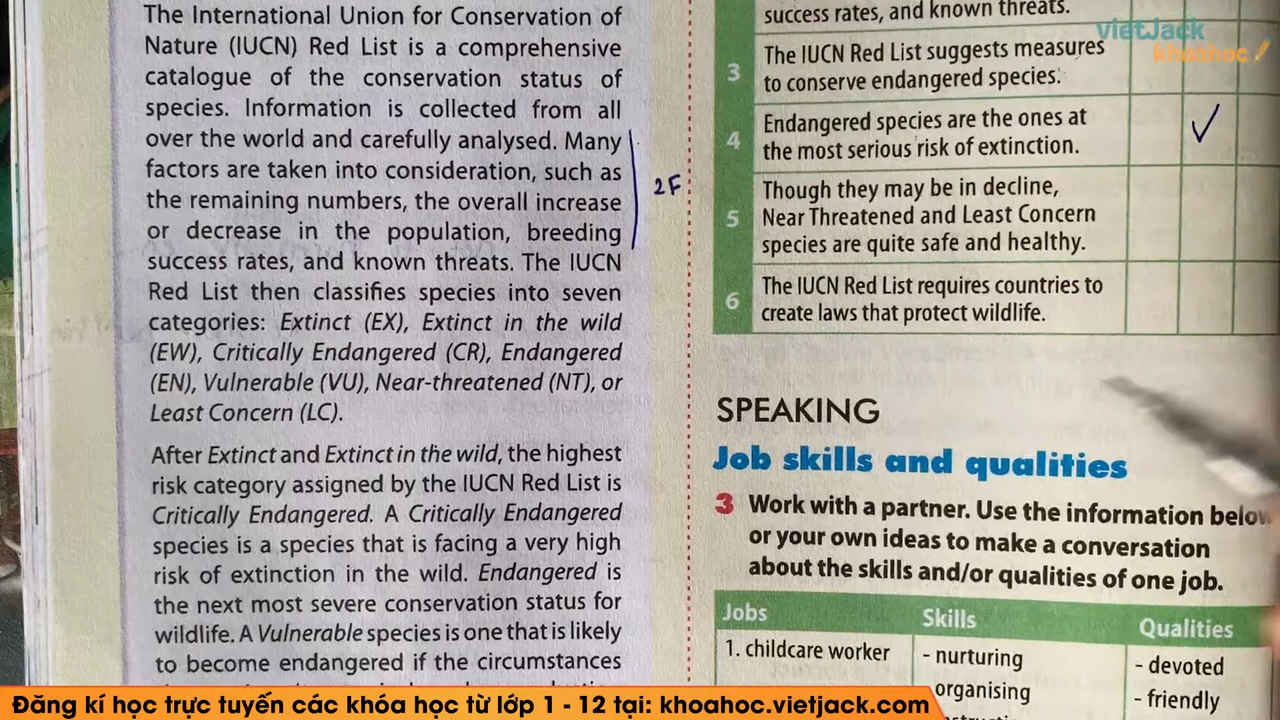 The International Union for Conservation of
Nature (IUCN) Red List is a comprehensive
catalogue of the conservation status of
species. Information is collected from all
over the world and carefully analysed. Many
factors are taken into consideration, such as
the remaining numbers, the overall increase
or decrease in the population, breeding
success rates, and known threats. The IUCN
Red List then classifies species into seven
categories: Extinct (EX), Extinct in the wild
(EW), Critically Endangered (CR), Endangered
(EN), Vulnerable (VU), Near-threatened (NT), or
Least Concern (LC).
After Extinct and Extinct in the wild, the highest
risk category assigned by the IUCN Red List is
Critically Endangered. A Critically Endangered
species is a species that is facing a very high
risk of extinction in the wild. Endangered is
the next most severe conservation status for
wildlife. A Vulnerable species is one that is likely
to become endangered if the circumstances
2F
success rates, and known threats.
3 The IUCN Red List suggests measures
to conserve endangered species.
4 Endangered species are the ones at
the most serious risk of extinction.
5 Though they may be in decline,
Near Threatened and Least Concern
species are quite safe and healthy.
6 The IUCN Red List requires countries to
create laws that protect wildlife.
SPEAKING
Job skills and qualities
3 Work with a partner. Use the information below
or your own ideas to make a conversation
about the skills and/or qualities of one job.
Jobs Skills Qualities
1. childcare worker - nurturing - devoted
organising - friendly
vietJack
khoahoc
Đăng kí học trực tuyến các khóa học từ lớp 1 - 12 tại: khoahoc.vietjack.com